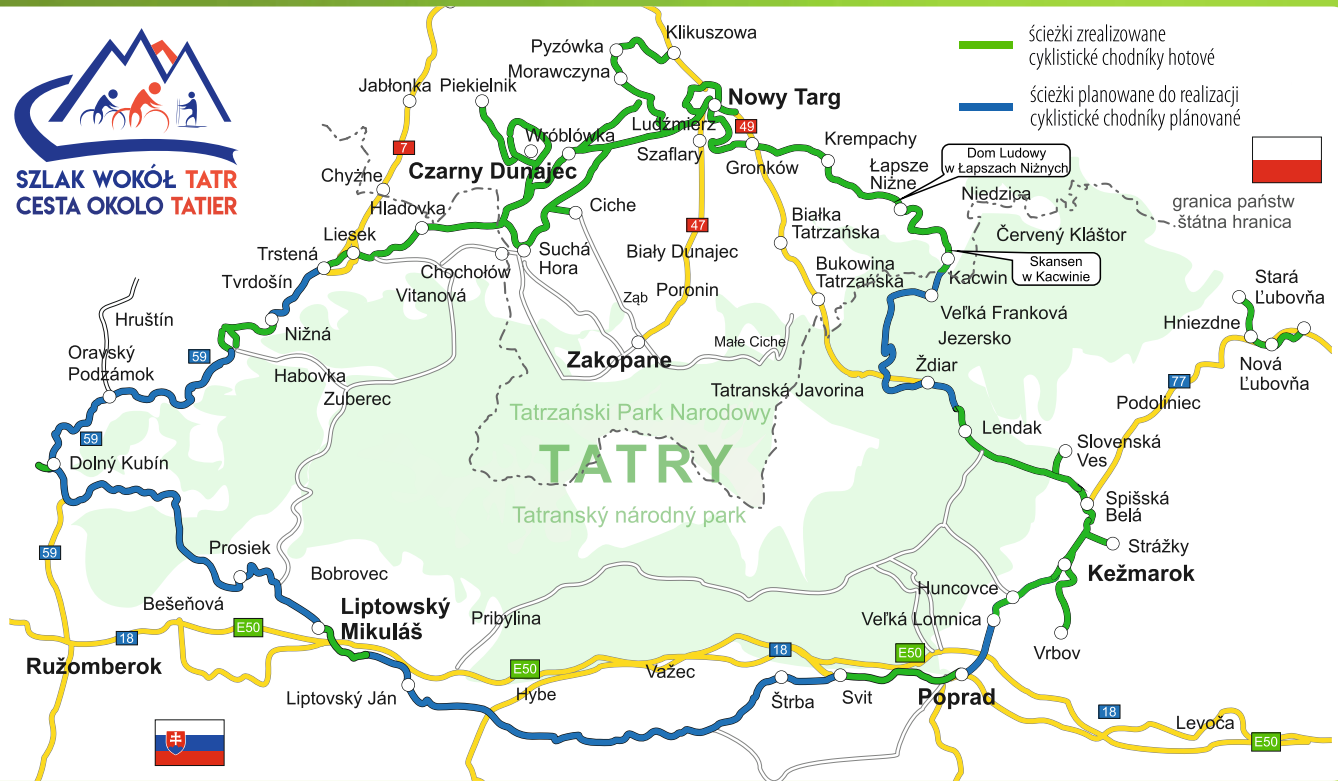 SZLAK WOKÓŁ TATR
CESTA OKOLO TATIER
ścieżki zrealizowane
cyklistické chodníky hotové
ścieżki planowane do realizacji
cyklistické chodníky plánované
granica państw
štátna hranica
Klikuszowa
Pyzówka
Morawczyna
Jabłonka
Piekielnik
Nowy Targ
Wróblówka
Ludźmierz
49
Krempachy
7
Szaflary
Gronków
Dom Ludowy
w Łapszach Niżnych
Czarny Dunajec
Łapsze
Niżne
Chyżne
Niedzica
Hladovka
Ciche
47
Białka
Tatrzańska
Červený Kláštor
Liesek
Trstená
Suchá
Hora
Biały Dunajec
Skansen
w Kacwinie
Chochołów
Bukowina
Tatrzańska
Kacwin
Stará
Ľubovňa
Tvrdošín
Vitanová
Ząb
Poronin
Hruštín
Veľká Franková
Hniezdne
Nižná
Jezersko
Małe Ciche
Oravský
Podzámok
59
Zakopane
Nová
Ľubovňa
Ždiar
Habovka
77
Zuberec
Tatranská Javorina
Podoliniec
Tatrzański Park Narodowy
59
Lendak
TATRY
Slovenská
Ves
Dolný Kubín
Tatranský národný park
Spišská
Belá
59
Prosiek
Strážky
Bobrovec
Kežmarok
Huncovce
Bešeňová
Liptowský
Mikuláš
Pribylina
Veľká Lomnica
E50
18
18
E50
Vrbov
Ružomberok
E50
Važec
Liptovský Ján
Hybe
Štrba
Svit
Poprad
18
Levoča
E50